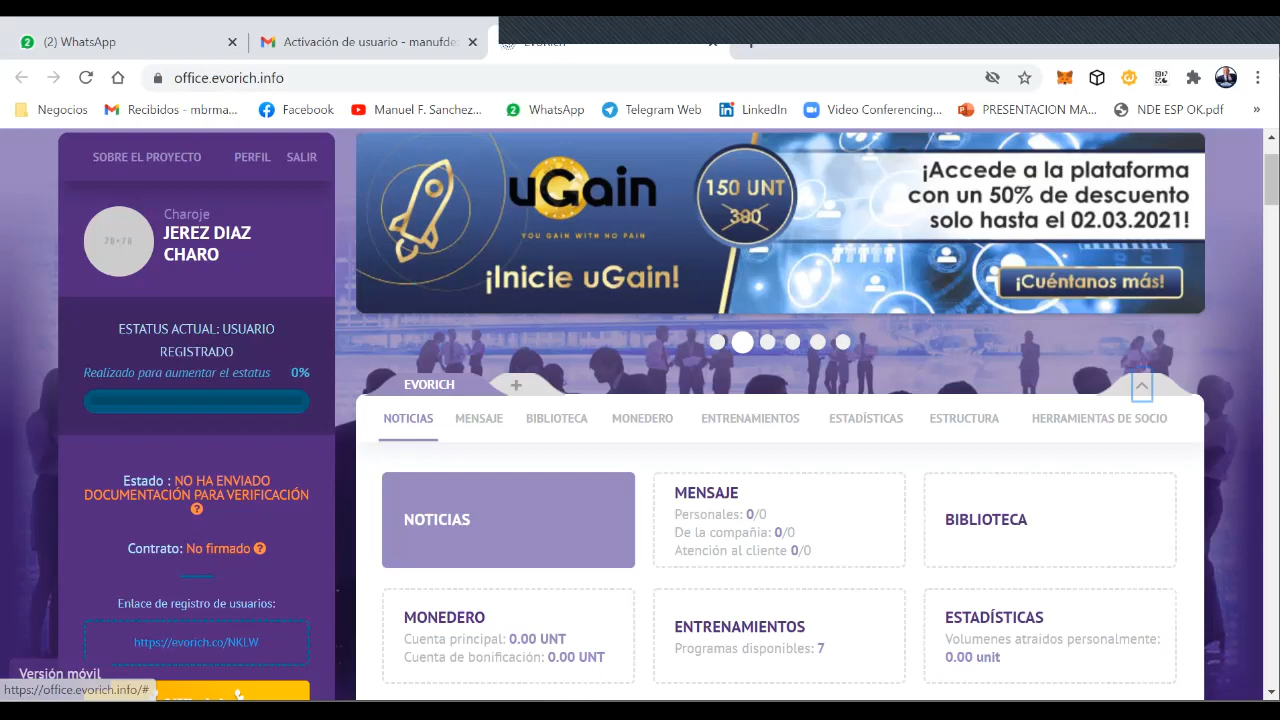 (2) WhatsApp
Activación de usuario - manufdes
office.evorich.info
Negocios
Recibidos - mbrma...
Facebook
Manuel F. Sanchez...
WhatsApp
Telegram Web
LinkedIn
Video Conferencing...
PRESENTACION MA...
NDE ESP OK.pdf
»
SOBRE EL PROYECTO
PERFIL
SALIR
78×78
Charoje
JEREZ DIAZ
CHARO
ESTATUS ACTUAL: USUARIO
REGISTRADO
Realizado para aumentar el estatus 0%
Estado : NO HA ENVIADO
DOCUMENTACIÓN PARA VERIFICACIÓN
?
Contrato: No firmado ?
Enlace de registro de usuarios:
https://evorich.co/NKLW
Versión móvil
https://office.evorich.info/#
uGain
YOU GAIN WITH NO PAIN
¡Inicie uGain!
150 UNT
300
¡Accede a la plataforma
con un 50% de descuento
solo hasta el 02.03.2021!
¡Cuéntanos más!
EVORICH
+
NOTICIAS
MENSAJE
BIBLIOTECA
MONEDERO
ENTRENAMIENTOS
ESTADÍSTICAS
ESTRUCTURA
HERRAMIENTAS DE SOCIO
NOTICIAS
MENSAJE
Personales: 0/0
De la compañia: 0/0
Atención al cliente 0/0
BIBLIOTECA
MONEDERO
Cuenta principal: 0.00 UNT
Cuenta de bonificación: 0.00 UNT
ENTRENAMIENTOS
Programas disponibles: 7
ESTADÍSTICAS
Volumenes atraidos personalmente:
0.00 unit